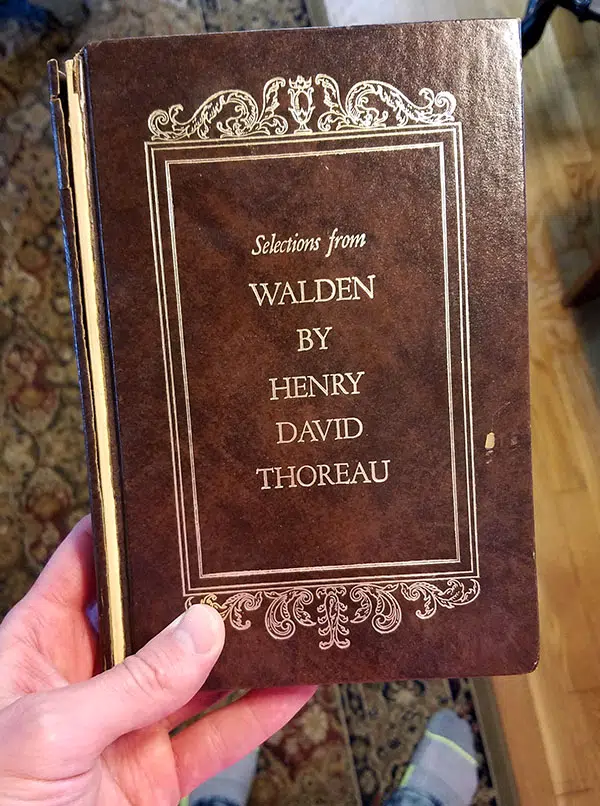 Selections from
WALDEN
BY
HENRY
DAVID
THOREAU